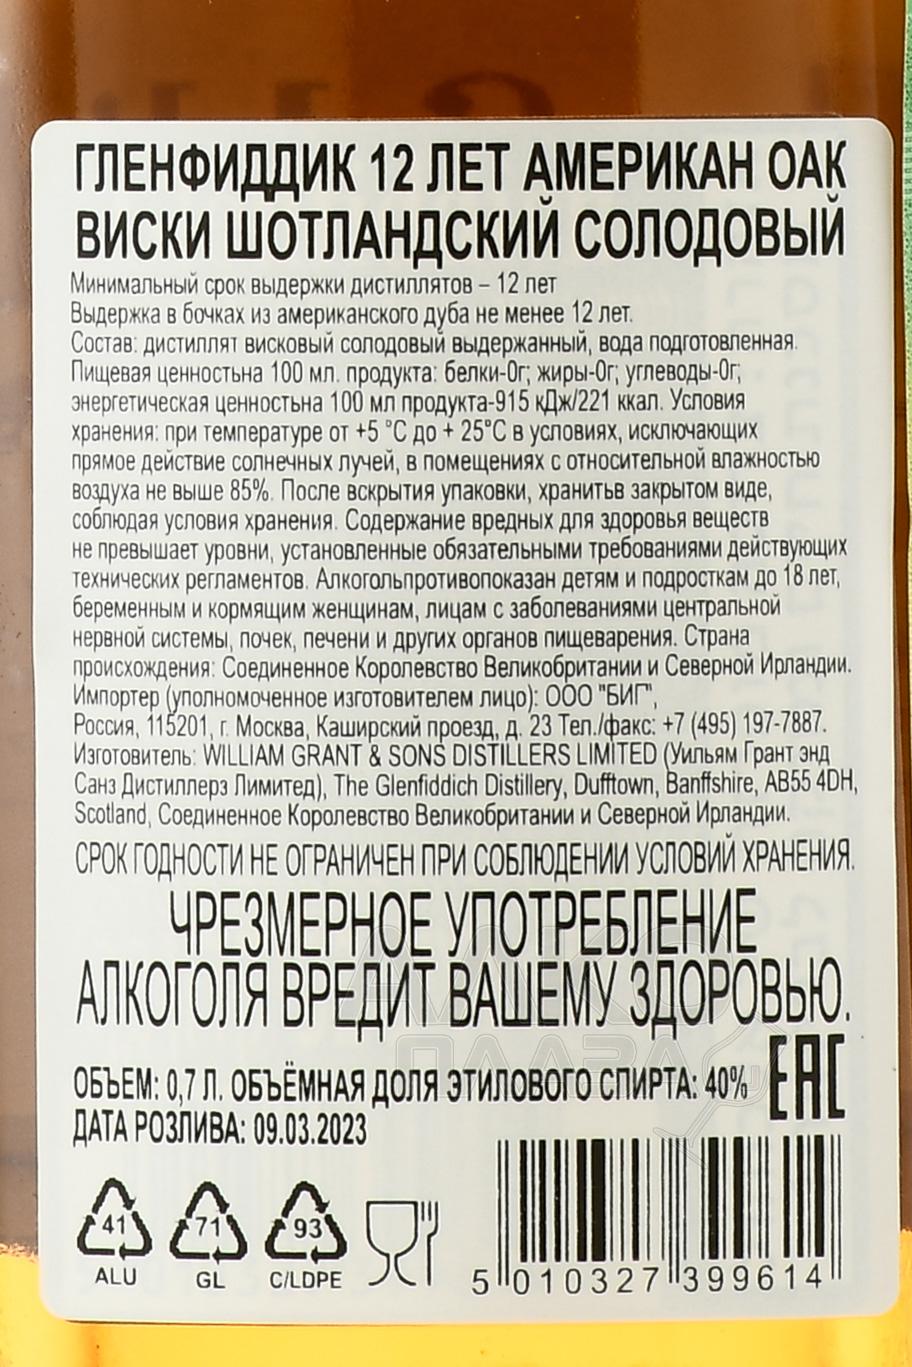 ГЛЕНФИДДИК 12 ЛЕТ АМЕРИКАН ОАК
ВИСКИ ШОТЛАНДСКИЙ СОЛОДОВЫЙ
Минимальный срок выдержки дистиллятов – 12 лет
Выдержка в бочках из американского дуба не менее 12 лет.
Состав: дистиллят висковый солодовый выдержанный, вода подготовленная.
Пищевая ценностьна 100 мл. продукта: белки-0г; жиры-0г; углеводы-0г;
энергетическая ценностьна 100 мл продукта-915 кДж/221 ккал. Условия
хранения: при температуре от +5 °С до + 25°С в условиях, исключающих
прямое действие солнечных лучей, в помещениях с относительной влажностью
воздуха не выше 85%. После вскрытия упаковки, хранитьв закрытом виде,
соблюдая условия хранения. Содержание вредных для здоровья веществ
не превышает уровни, установленные обязательными требованиями действующих
технических регламентов. Алкогольпротивопоказан детям и подросткам до 18 лет,
беременным и кормящим женщинам, лицам с заболеваниями центральной
нервной системы, почек, печени и других органов пищеварения. Страна
происхождения: Соединенное Королевство Великобритании и Северной Ирландии.
Импортер (уполномоченное изготовителем лицо): ООО "БИГ",
Россия, 115201, г. Москва, Каширский проезд, д. 23 Тел./факс: +7 (495) 197-7887.
Изготовитель: WILLIAM GRANT & SONS DISTILLERS LIMITED (Уильям Грант энд
Санз Дистиллерз Лимитед), The Glenfiddich Distillery, Dufftown, Banffshire, AB55 4DH,
Scotland, Соединенное Королевство Великобритании и Северной Ирландии.
СРОК ГОДНОСТИ НЕ ОГРАНИЧЕН ПРИ СОБЛЮДЕНИИ УСЛОВИЙ ХРАНЕНИЯ.
ЧРЕЗМЕРНОЕ УПОТРЕБЛЕНИЕ
АЛКОГОЛЯ ВРЕДИТ ВАШЕМУ ЗДОРОВЬЮ.
ОБЪЕМ: 0,7 Л. ОБЪЁМНАЯ ДОЛЯ ЭТИЛОВОГО СПИРТА: 40% EAC
ДАТА РОЗЛИВА: 09.03.2023
41 71 93
ALU GL C/LDPE
5 010327 399614